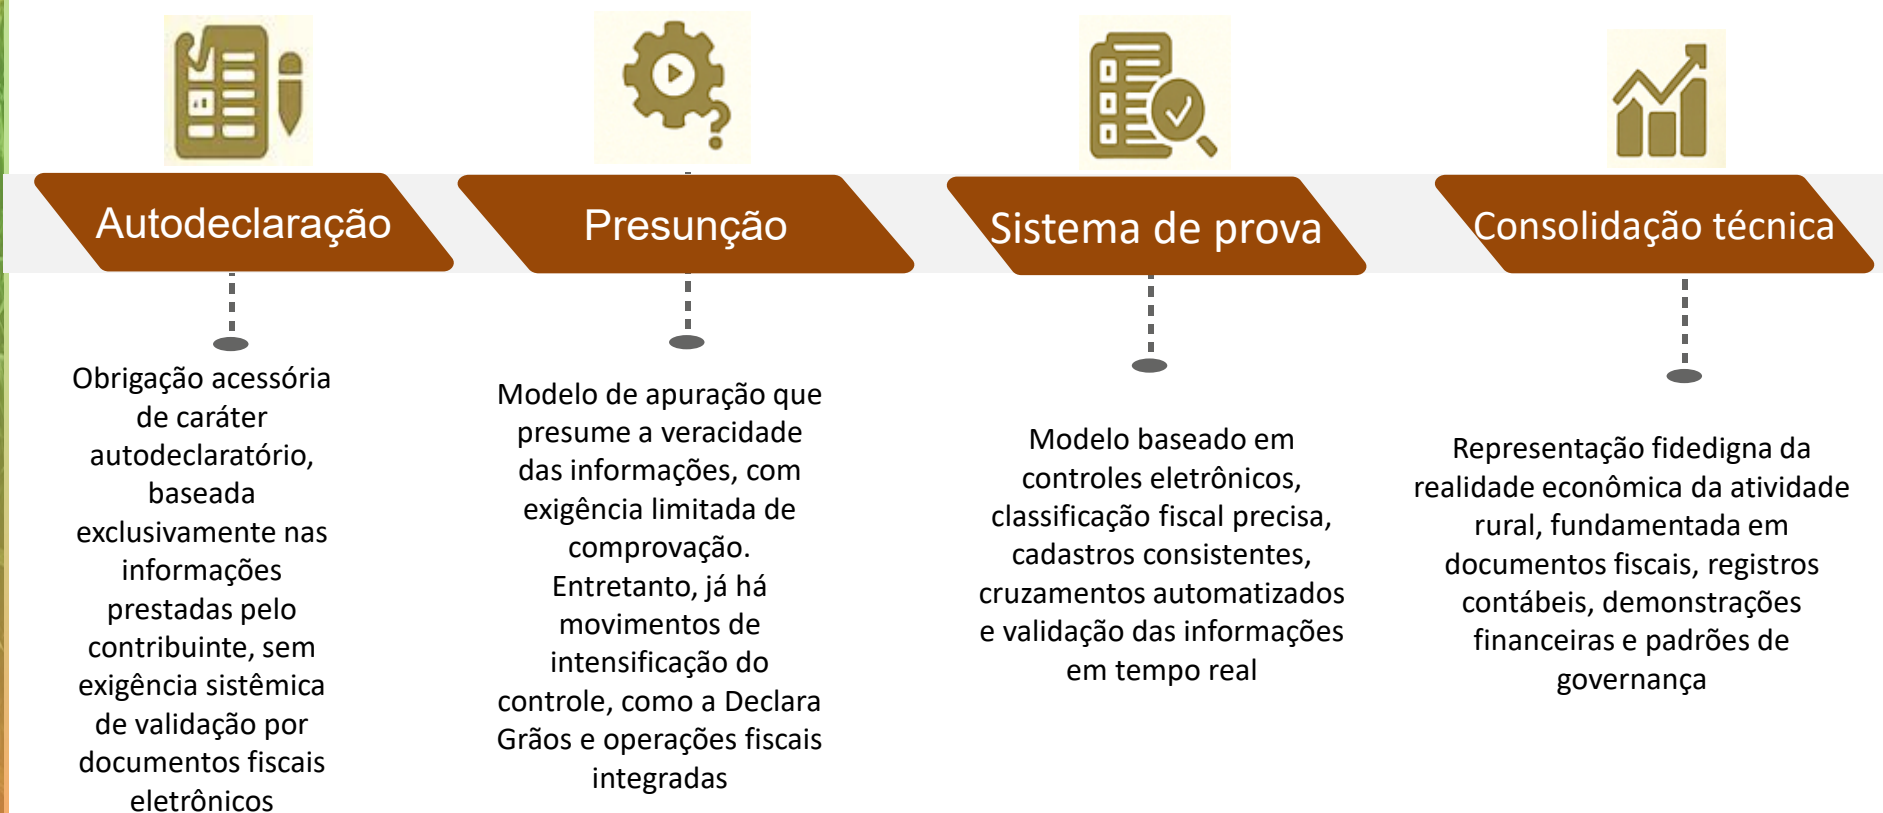 Autodeclaração
Obrigação acessória
de caráter
autodeclaratório,
baseada
exclusivamente nas
informações
prestadas pelo
contribuinte, sem
exigência sistêmica
de validação por
documentos fiscais
eletrônicos
Presunção
Modelo de apuração que
presume a veracidade
das informações, com
exigência limitada de
comprovação.
Entretanto, já há
movimentos de
intensificação do
controle, como a Declara
Grãos e operações fiscais
integradas
Sistema de prova
Modelo baseado em
controles eletrônicos,
classificação fiscal precisa,
cadastros consistentes,
cruzamentos automatizados
e validação das informações
em tempo real
Consolidação técnica
Representação fidedigna da
realidade econômica da atividade
rural, fundamentada em
documentos fiscais, registros
contábeis, demonstrações
financeiras e padrões de
governança